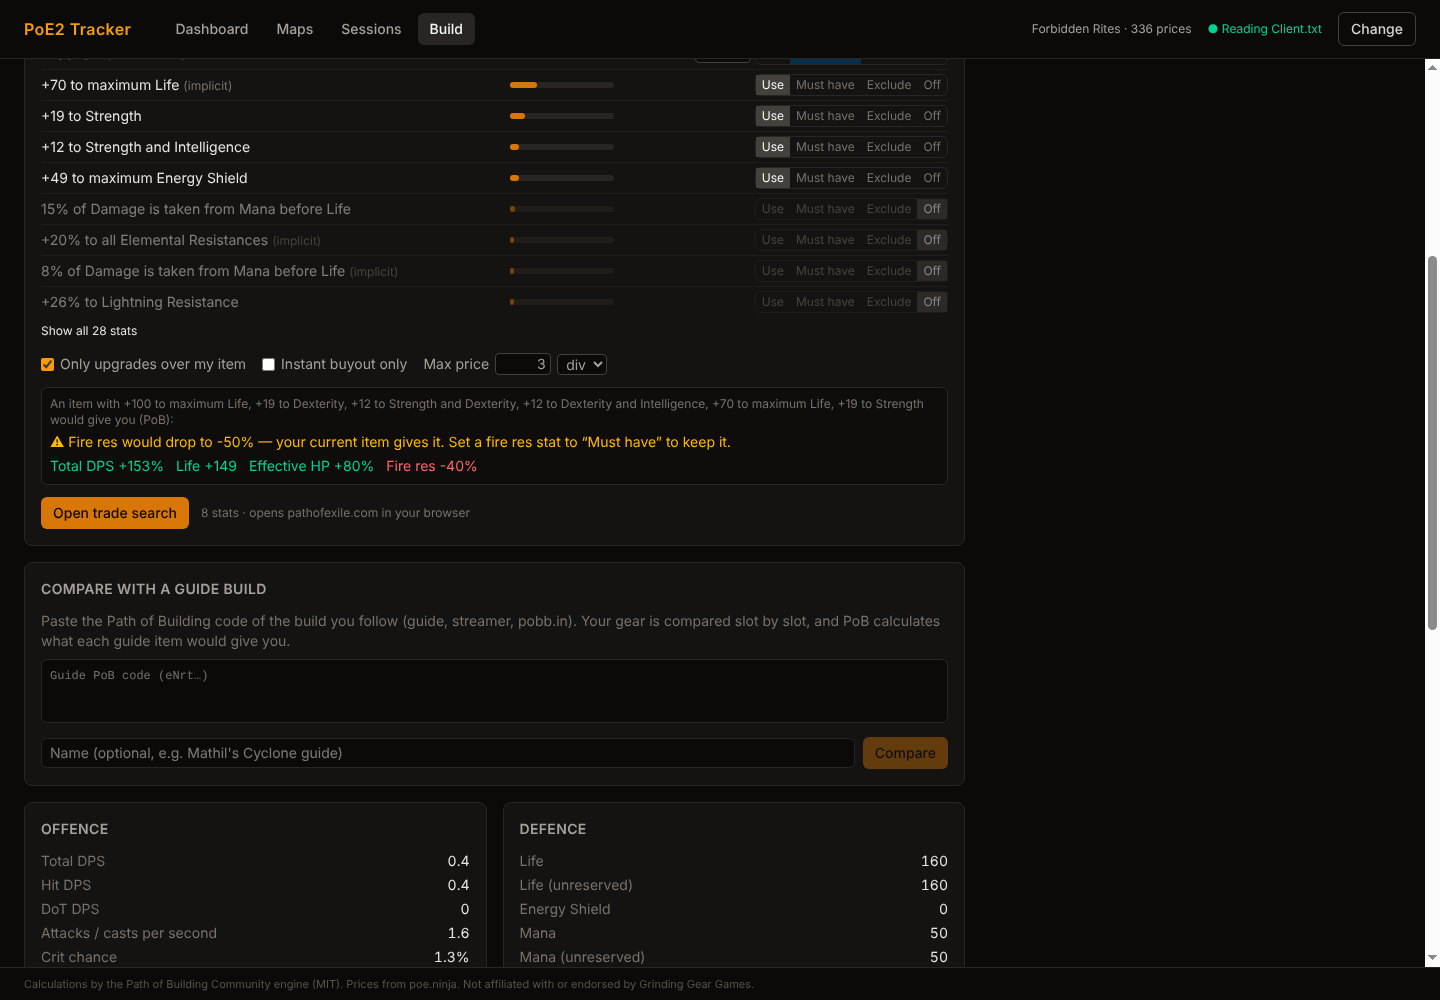 PoE2 Tracker Dashboard Maps Sessions Build Forbidden Rites · 336 prices Reading Client.txt Change
+70 to maximum Life (implicit) Use Must have Exclude Off
+19 to Strength Use Must have Exclude Off
+12 to Strength and Intelligence Use Must have Exclude Off
+49 to maximum Energy Shield Use Must have Exclude Off
15% of Damage is taken from Mana before Life Use Must have Exclude Off
+20% to all Elemental Resistances (implicit) Use Must have Exclude Off
8% of Damage is taken from Mana before Life (implicit) Use Must have Exclude Off
+26% to Lightning Resistance Use Must have Exclude Off
Show all 28 stats
Only upgrades over my item Instant buyout only Max price 3 div
An item with +100 to maximum Life, +19 to Dexterity, +12 to Strength and Dexterity, +12 to Dexterity and Intelligence, +70 to maximum Life, +19 to Strength
would give you (PoB):
⚠ Fire res would drop to -50% — your current item gives it. Set a fire res stat to “Must have” to keep it.
Total DPS +153% Life +149 Effective HP +80% Fire res -40%
Open trade search 8 stats · opens pathofexile.com in your browser
COMPARE WITH A GUIDE BUILD
Paste the Path of Building code of the build you follow (guide, streamer, pobb.in). Your gear is compared slot by slot, and PoB calculates
what each guide item would give you.
Guide PoB code (eNrt…)
Name (optional, e.g. Mathil's Cyclone guide) Compare
OFFENCE
Total DPS 0.4
Hit DPS 0.4
DoT DPS 0
Attacks / casts per second 1.6
Crit chance 1.3%
DEFENCE
Life 160
Life (unreserved) 160
Energy Shield 0
Mana 50
Mana (unreserved) 50
Calculations by the Path of Building Community engine (MIT). Prices from poe.ninja. Not affiliated with or endorsed by Grinding Gear Games.